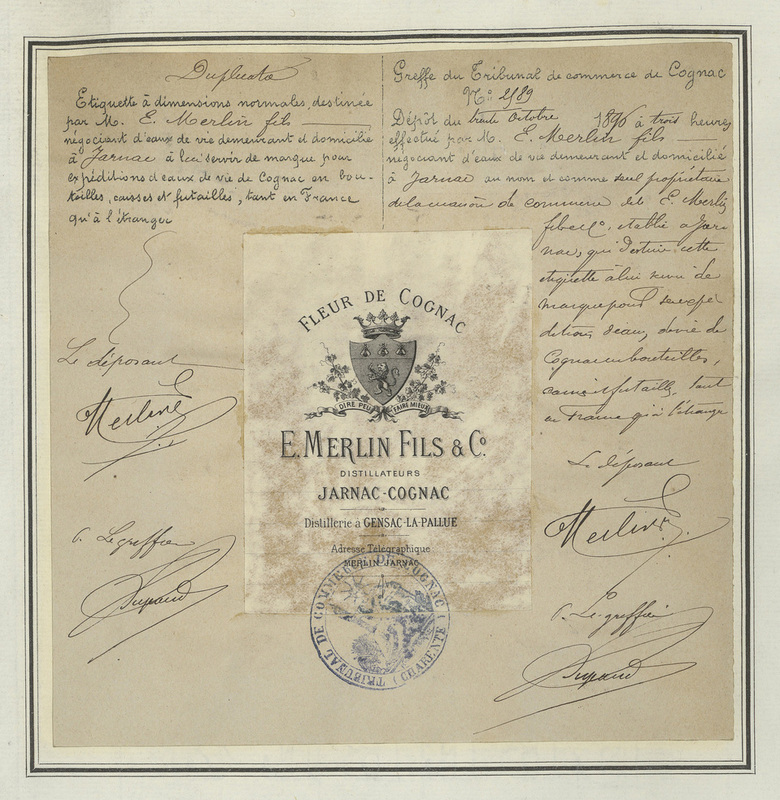 Duplicata
Etiquette à dimensions normales destinée
par M. E. Merlin fils
négociant d'eaux de vie demeurant et domicilié
à Jarnac à lui servir de marque pour
expéditions d'eaux de vie de Cognac en bou-
teilles, caisses et futailles, tant en France
qu'à l'étranger
Le déposant
Merlin
Le greffier
Greffe du Tribunal de commerce de Cognac
No 2989
Dépôt du trente Octobre 1896 à trois heures
effectué par M. E. Merlin fils
négociant d'eaux de vie demeurant et domicilié
à Jarnac au nom et comme seul propriétaire
de la maison de commerce de E. Merlin
fils et Co, établie à Jar-
nac, qui destine cette
étiquette à lui servir de
marque pour ses expé-
ditions d'eaux de vie de
Cognac en bouteilles,
caisses et futailles, tant
en France qu'à l'étranger
Le déposant
Merlin
Le greffier
FLEUR DE COGNAC
DIRE PEU FAIRE MIEUX
E. MERLIN FILS & Co.
DISTILLATEURS
JARNAC-COGNAC
Distillerie à GENSAC-LA-PALLUE
Adresse Télégraphique
MERLIN JARNAC
TRIBUNAL DE COMMERCE DE COGNAC (CHARENTE)